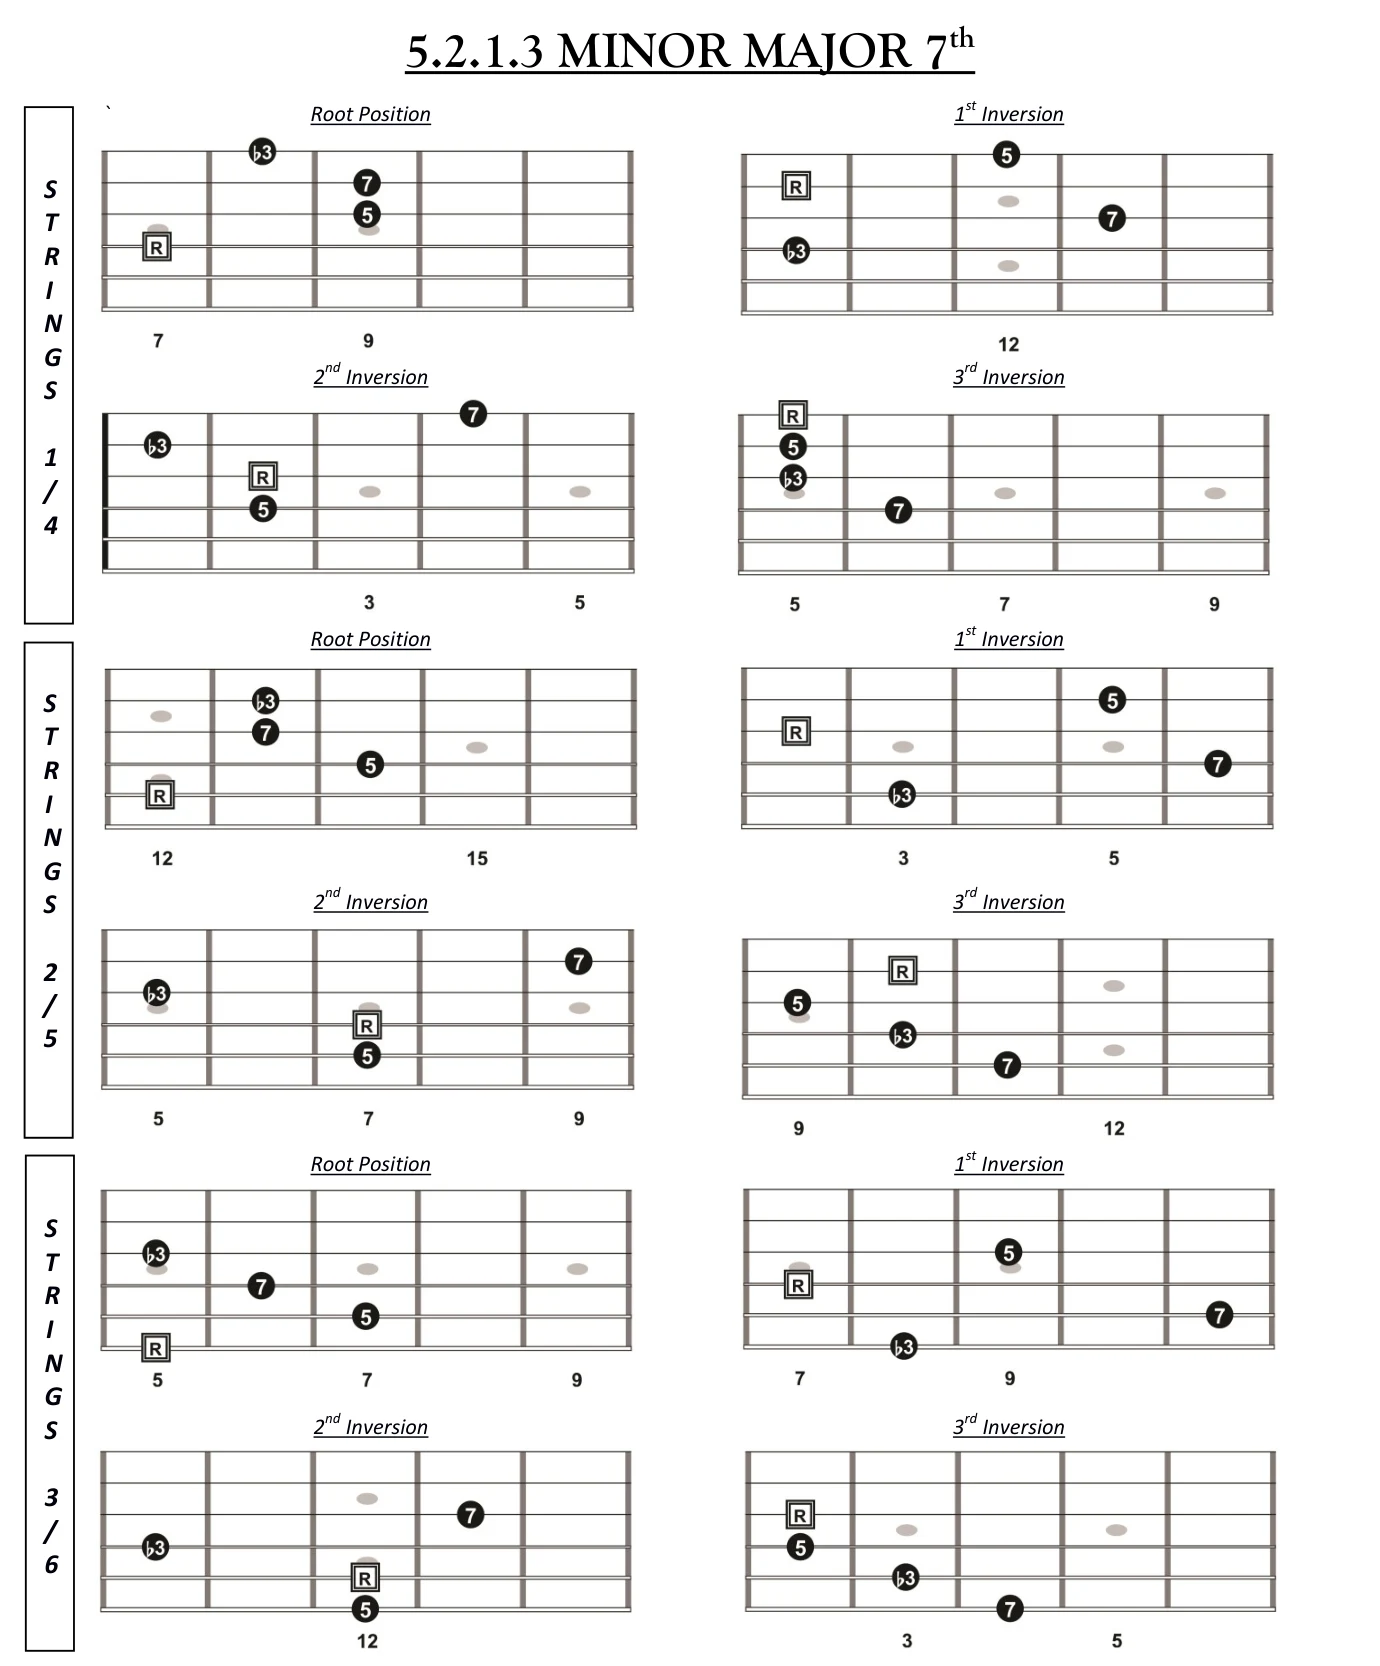 5.2.1.3 MINOR MAJOR 7th
STRINGS 1/4
`
Root Position
1st Inversion
♭3
7
5
R
7 9
5
R
7
♭3
12
2nd Inversion
3rd Inversion
7
♭3
R
5
3 5
R
5
♭3
7
5 7 9
STRINGS 2/5
Root Position
1st Inversion
♭3
7
5
R
12 15
5
R
7
♭3
3 5
2nd Inversion
3rd Inversion
7
♭3
R
5
5 7 9
R
5
♭3
7
9 12
STRINGS 3/6
Root Position
1st Inversion
♭3
7
5
R
5 7 9
5
R
7
♭3
7 9
2nd Inversion
3rd Inversion
7
♭3
R
5
12
R
5
♭3
7
3 5